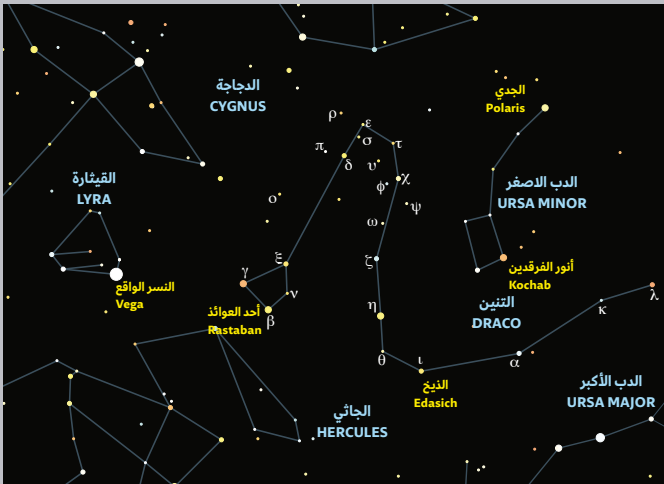 الدجاجة
CYGNUS
الجدي
Polaris
ρ
ε
σ
τ
π
δ
υ
χ
φ
القيثارة
LYRA
ο
ψ
ω
الدب الاصغر
URSA MINOR
ξ
ζ
γ
أنور الفرقدين
Kochab
النسر الواقع
Vega
ν
أحد العوائذ
Rastaban
β
η
التنين
DRACO
λ
κ
θ
ι
α
الذيخ
Edasich
الدب الأكبر
URSA MAJOR
الجاثي
HERCULES